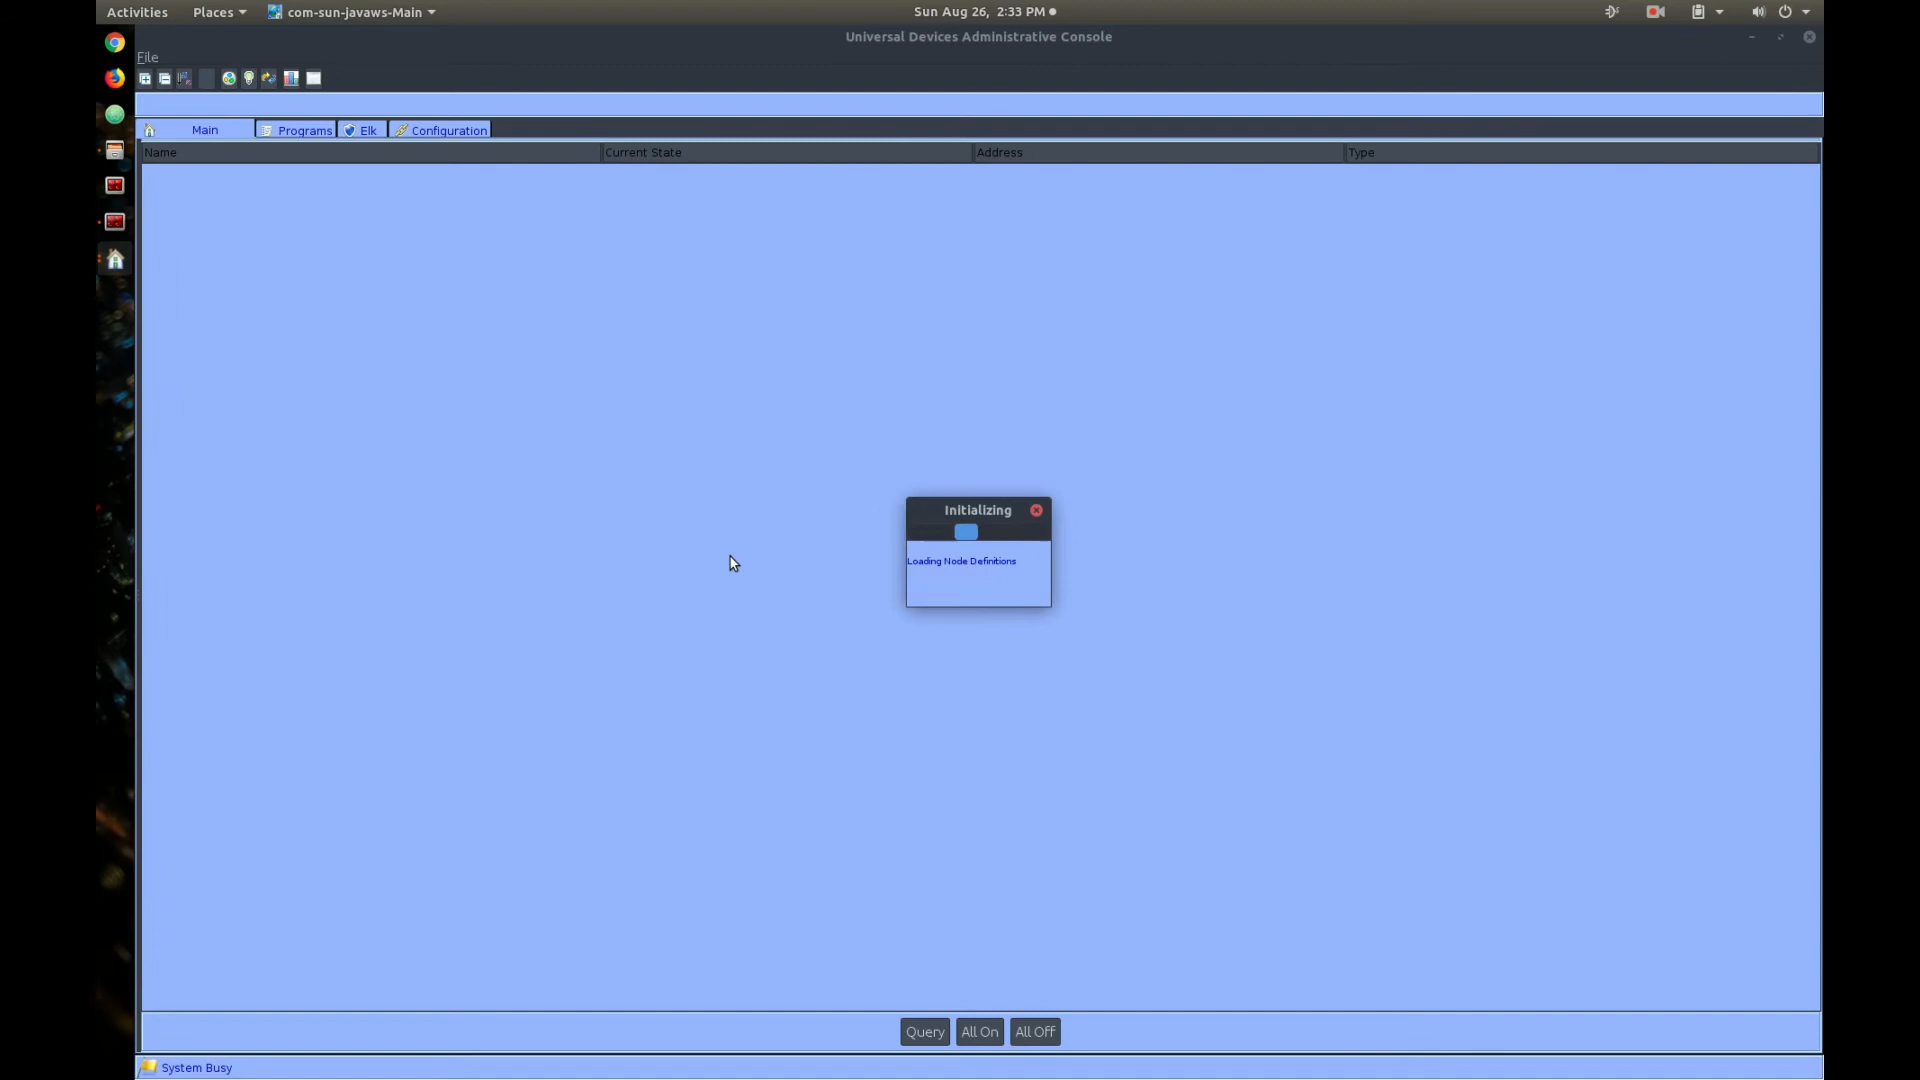 Activities Places com-sun-javaws-Main Sun Aug 26, 2:33 PM
Universal Devices Administrative Console
File
Main Programs Elk Configuration
Name Current State Address Type
Initializing
Loading Node Definitions
Query All On All Off
System Busy